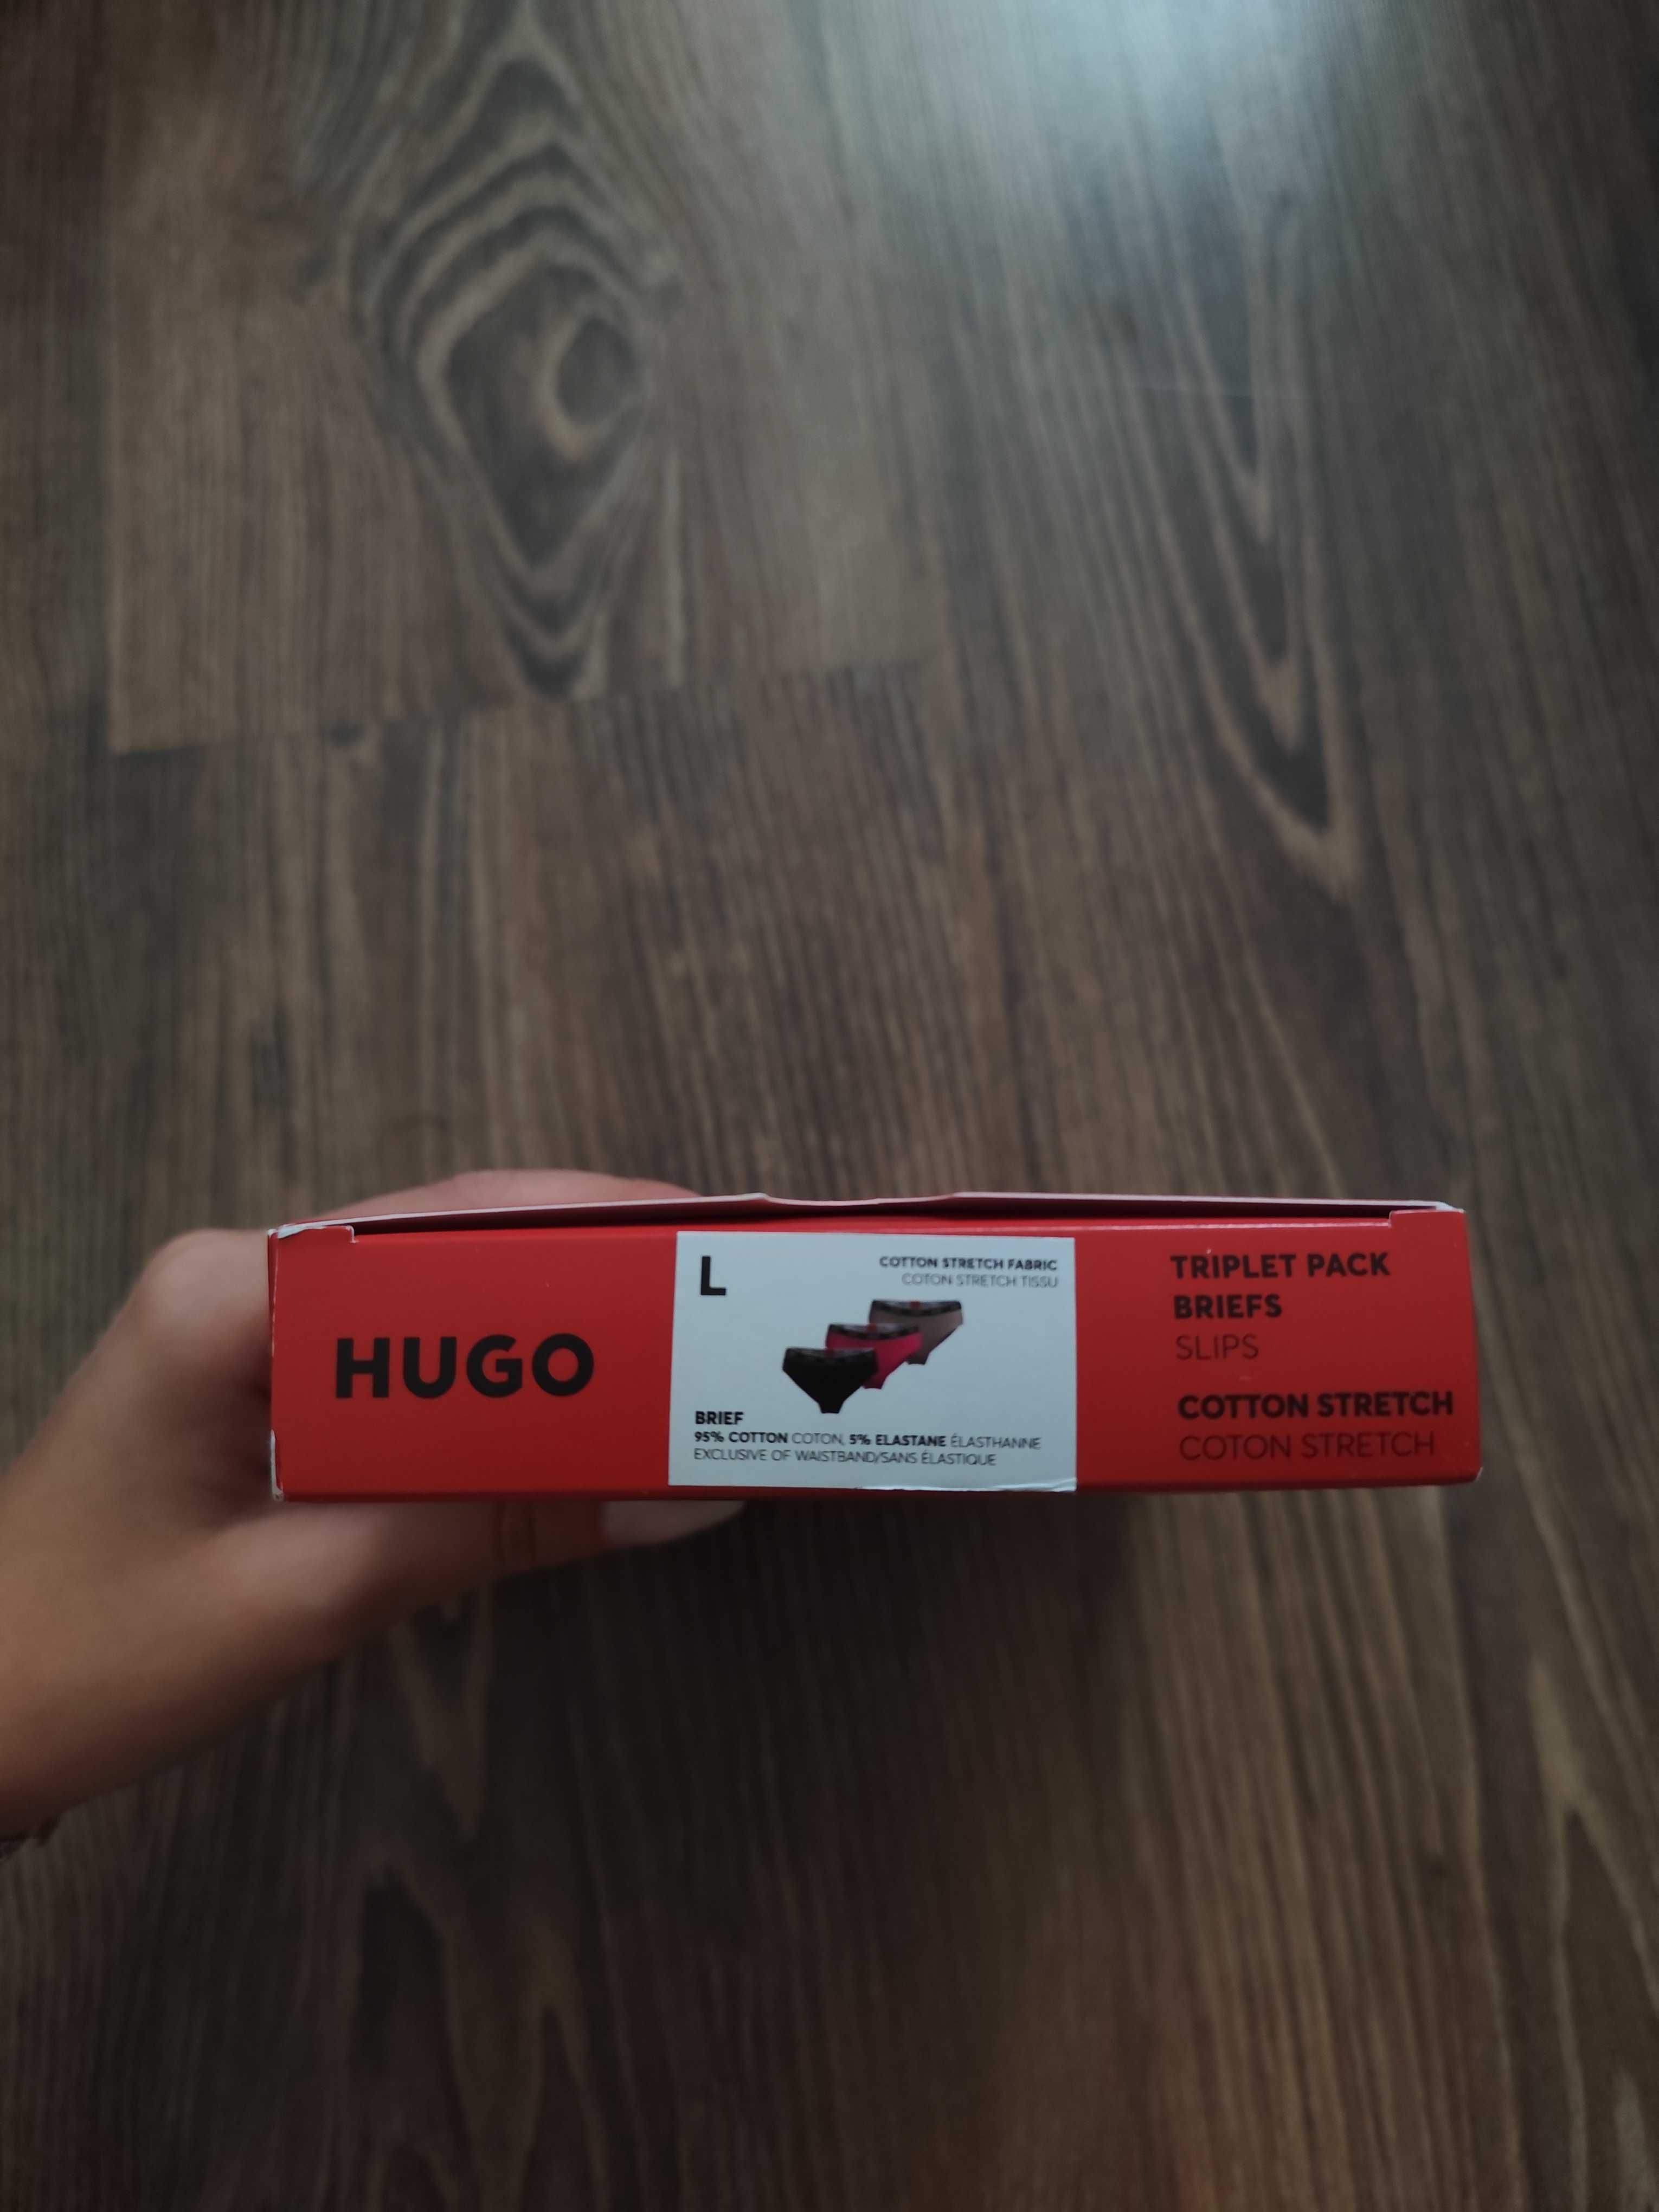 HUGO
L
COTTON STRETCH FABRIC
COTON STRETCH TISSU
BRIEF
95% COTTON COTON, 5% ELASTANE ÉLASTHANNE
EXCLUSIVE OF WAISTBAND/SANS ÉLASTIQUE
TRIPLET PACK
BRIEFS
SLIPS
COTTON STRETCH
COTON STRETCH